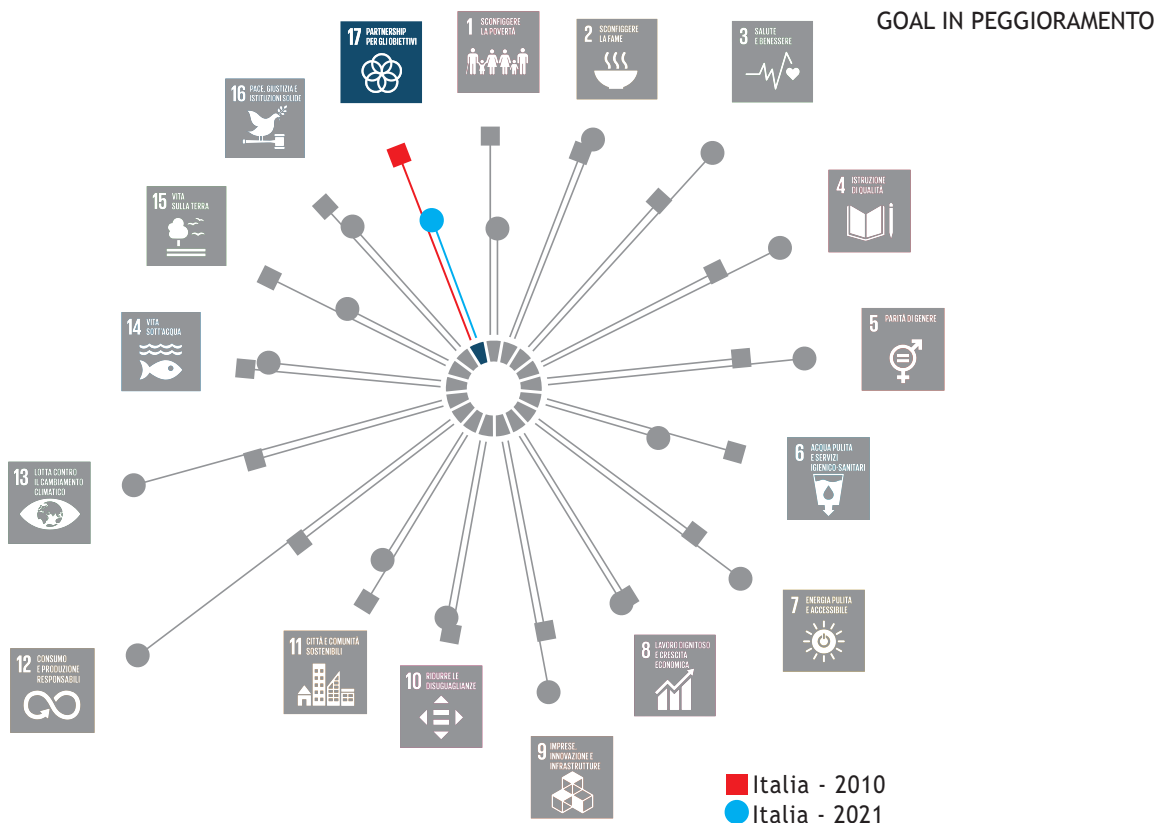 GOAL IN PEGGIORAMENTO
17 PARTNERSHIP
PER GLI OBIETTIVI
1 SCONFIGGERE
LA POVERTÀ
2 SCONFIGGERE
LA FAME
3 SALUTE
E BENESSERE
16 PACE, GIUSTIZIA E
ISTITUZIONI SOLIDE
4 ISTRUZIONE
DI QUALITÀ
15 VITA
SULLA TERRA
14 VITA
SOTT'ACQUA
5 PARITÀ DI GENERE
6 ACQUA PULITA
E SERVIZI
IGIENICO-SANITARI
13 LOTTA CONTRO
IL CAMBIAMENTO
CLIMATICO
7 ENERGIA PULITA
E ACCESSIBILE
12 CONSUMO
E PRODUZIONE
RESPONSABILI
11 CITTÀ E COMUNITÀ
SOSTENIBILI
10 RIDURRE LE
DISUGUAGLIANZE
8 LAVORO DIGNITOSO
E CRESCITA
ECONOMICA
9 IMPRESE,
INNOVAZIONE E
INFRASTRUTTURE
Italia - 2010
Italia - 2021